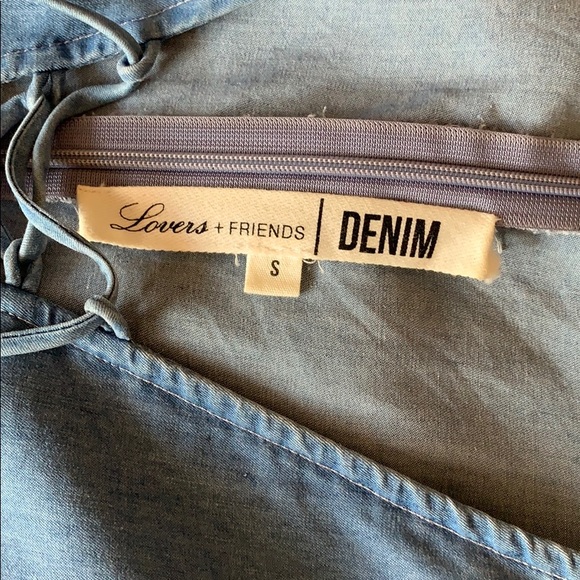 Lovers + FRIENDS | DENIM
S